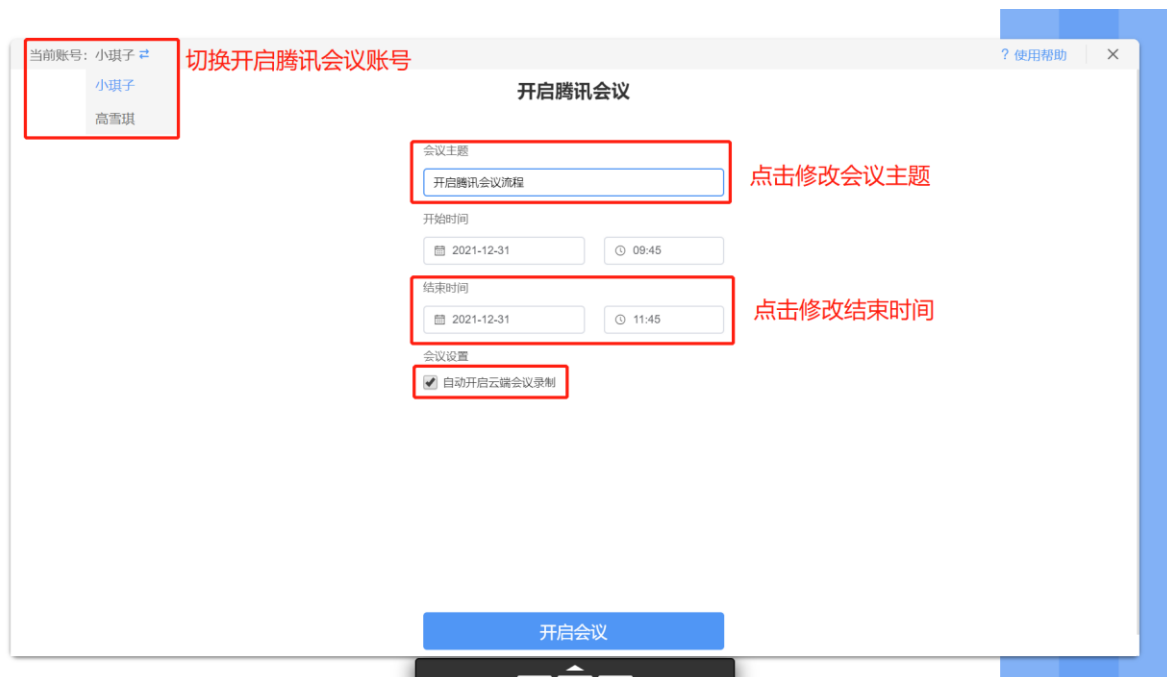 当前账号：小琪子
切换开启腾讯会议账号
? 使用帮助
小琪子
高雪琪
开启腾讯会议
会议主题
开启腾讯会议流程
点击修改会议主题
开始时间
2021-12-31
09:45
结束时间
2021-12-31
11:45
点击修改结束时间
会议设置
自动开启云端会议录制
开启会议